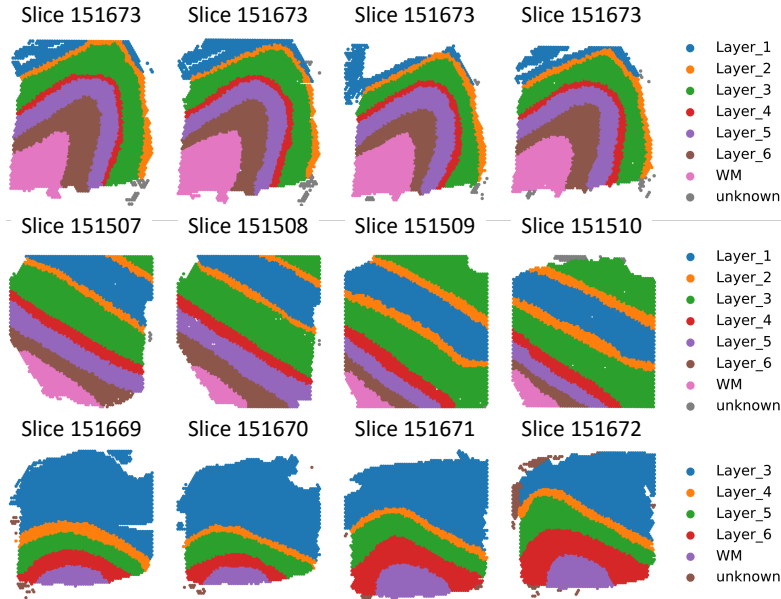 Slice 151673 Slice 151673 Slice 151673 Slice 151673
Layer_1
Layer_2
Layer_3
Layer_4
Layer_5
Layer_6
WM
unknown
Slice 151507 Slice 151508 Slice 151509 Slice 151510
Layer_1
Layer_2
Layer_3
Layer_4
Layer_5
Layer_6
WM
unknown
Slice 151669 Slice 151670 Slice 151671 Slice 151672
Layer_3
Layer_4
Layer_5
Layer_6
WM
unknown